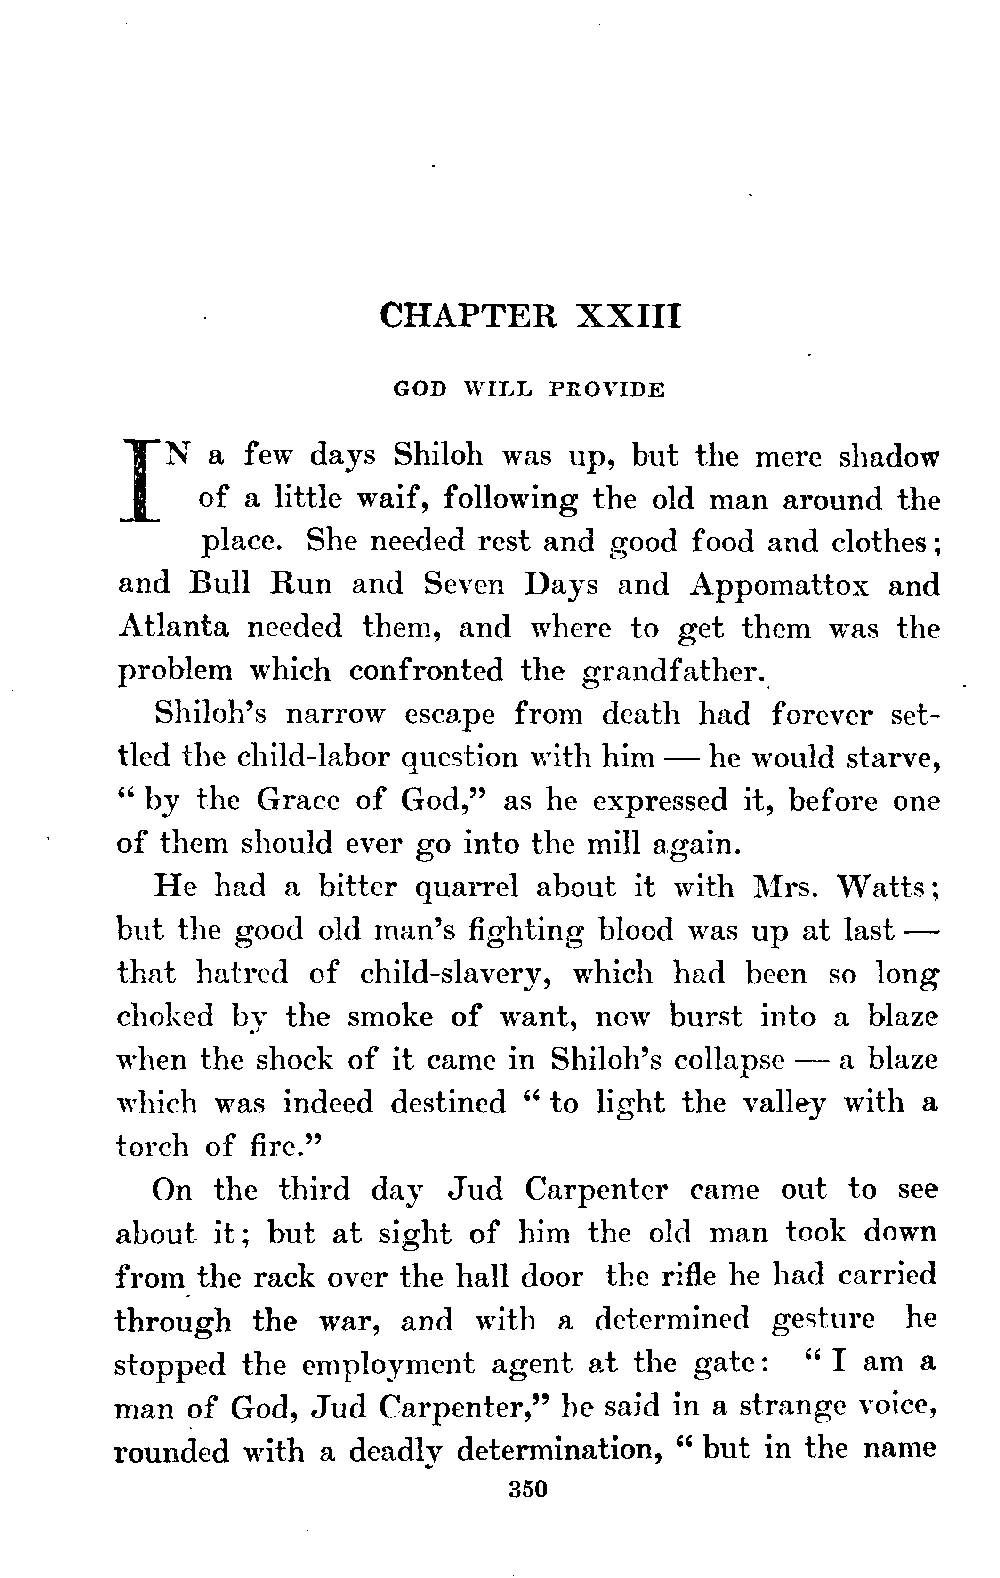 CHAPTER XXIII
GOD WILL PROVIDE
IN a few days Shiloh was up, but the mere shadow
of a little waif, following the old man around the
place. She needed rest and good food and clothes;
and Bull Run and Seven Days and Appomattox and
Atlanta needed them, and where to get them was the
problem which confronted the grandfather.
Shiloh's narrow escape from death had forever set-
tled the child-labor question with him — he would starve,
“ by the Grace of God,” as he expressed it, before one
of them should ever go into the mill again.
He had a bitter quarrel about it with Mrs. Watts;
but the good old man's fighting blood was up at last —
that hatred of child-slavery, which had been so long
choked by the smoke of want, now burst into a blaze
when the shock of it came in Shiloh's collapse — a blaze
which was indeed destined “ to light the valley with a
torch of fire.”
On the third day Jud Carpenter came out to see
about it; but at sight of him the old man took down
from the rack over the hall door the rifle he had carried
through the war, and with a determined gesture he
stopped the employment agent at the gate: “ I am a
man of God, Jud Carpenter,” he said in a strange voice,
rounded with a deadly determination, “ but in the name
350